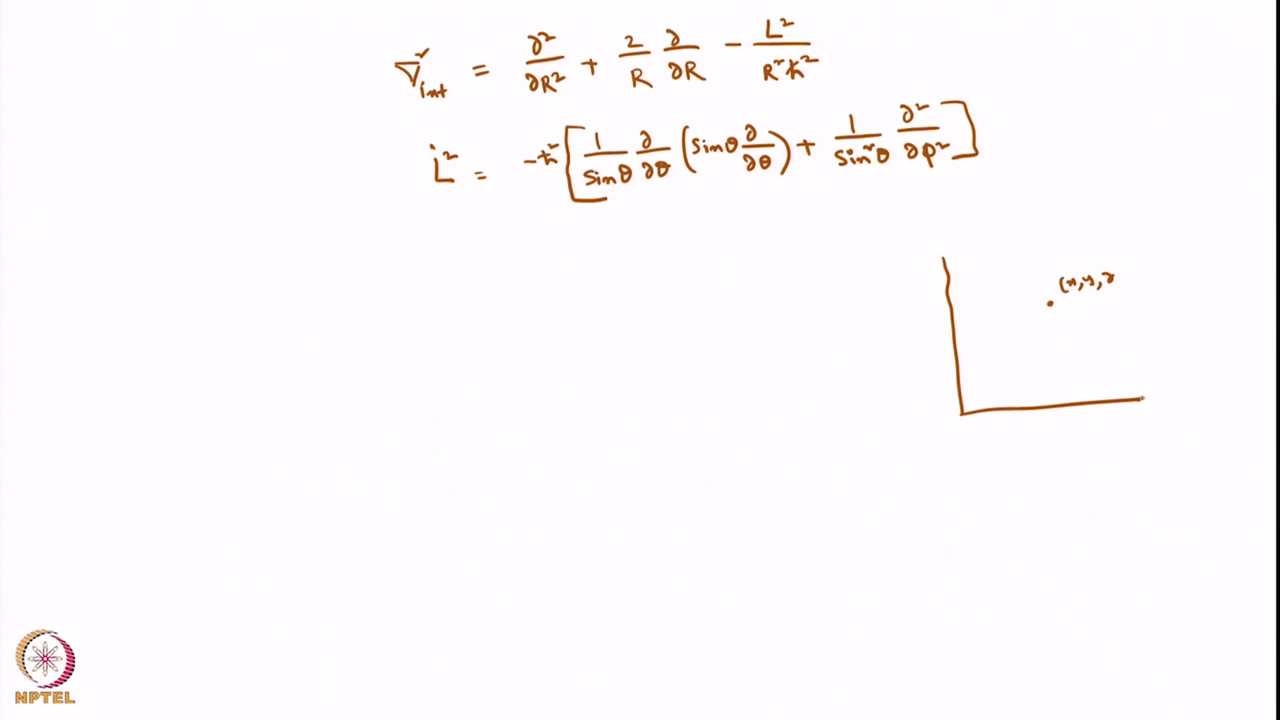 ∇²_int = ∂²/∂R² + 2/R ∂/∂R − L²/R²ħ²
L̂² = −ħ² [ 1/sinθ ∂/∂θ (sinθ ∂/∂θ) + 1/sin²θ ∂²/∂φ² ]
(x, y, z
NPTEL